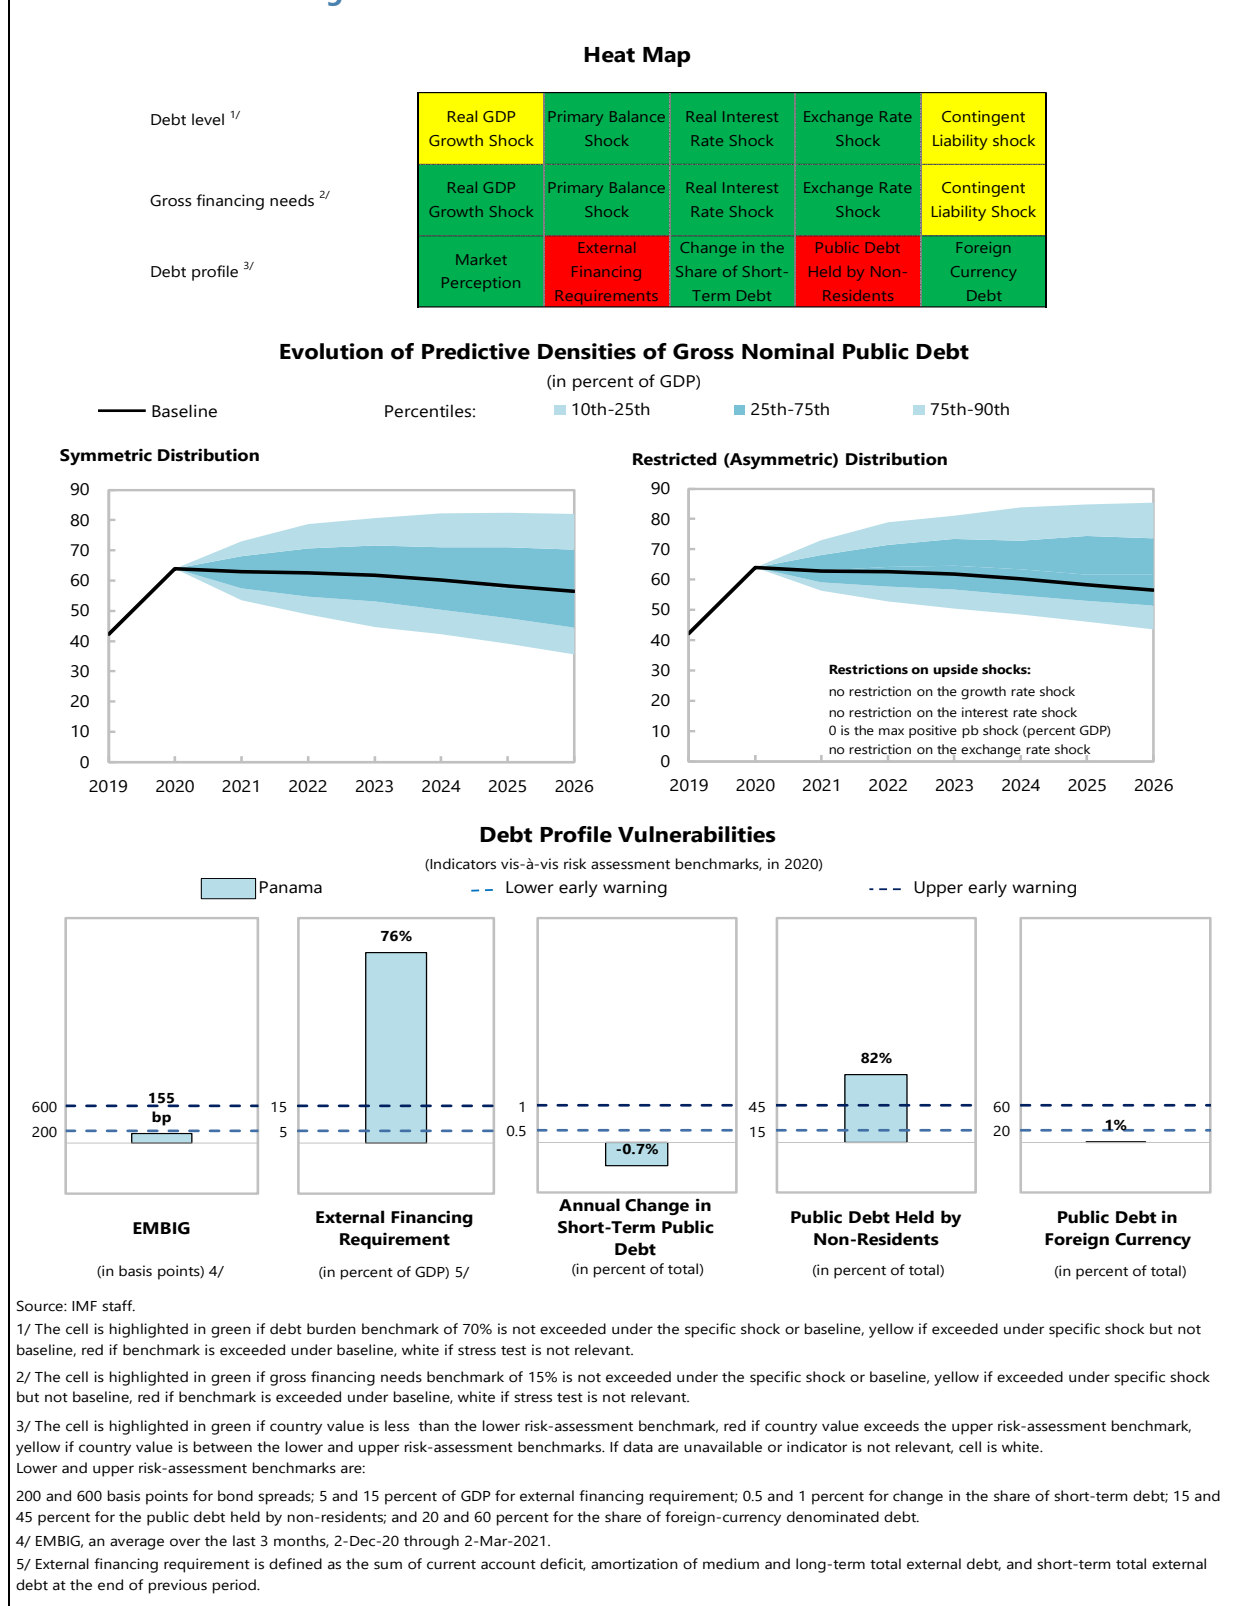 Heat Map
Debt level 1/
Real GDP Growth Shock
Primary Balance Shock
Real Interest Rate Shock
Exchange Rate Shock
Contingent Liability shock
Gross financing needs 2/
Real GDP Growth Shock
Primary Balance Shock
Real Interest Rate Shock
Exchange Rate Shock
Contingent Liability Shock
Debt profile 3/
Market Perception
External Financing Requirements
Change in the Share of Short-Term Debt
Public Debt Held by Non-Residents
Foreign Currency Debt
Evolution of Predictive Densities of Gross Nominal Public Debt
(in percent of GDP)
Baseline
Percentiles:
10th-25th
25th-75th
75th-90th
Symmetric Distribution
90
80
70
60
50
40
30
20
10
0
2019 2020 2021 2022 2023 2024 2025 2026
Restricted (Asymmetric) Distribution
90
80
70
60
50
40
30
20
10
0
Restrictions on upside shocks:
no restriction on the growth rate shock
no restriction on the interest rate shock
0 is the max positive pb shock (percent GDP)
no restriction on the exchange rate shock
2019 2020 2021 2022 2023 2024 2025 2026
Debt Profile Vulnerabilities
(Indicators vis-à-vis risk assessment benchmarks, in 2020)
Panama
Lower early warning
Upper early warning
600
200
155
bp
EMBIG
(in basis points) 4/
15
5
76%
External Financing
Requirement
(in percent of GDP) 5/
1
0.5
-0.7%
Annual Change in
Short-Term Public
Debt
(in percent of total)
45
15
82%
Public Debt Held by
Non-Residents
(in percent of total)
60
20
1%
Public Debt in
Foreign Currency
(in percent of total)
Source: IMF staff.
1/ The cell is highlighted in green if debt burden benchmark of 70% is not exceeded under the specific shock or baseline, yellow if exceeded under specific shock but not
baseline, red if benchmark is exceeded under baseline, white if stress test is not relevant.
2/ The cell is highlighted in green if gross financing needs benchmark of 15% is not exceeded under the specific shock or baseline, yellow if exceeded under specific shock
but not baseline, red if benchmark is exceeded under baseline, white if stress test is not relevant.
3/ The cell is highlighted in green if country value is less  than the lower risk-assessment benchmark, red if country value exceeds the upper risk-assessment benchmark,
yellow if country value is between the lower and upper risk-assessment benchmarks. If data are unavailable or indicator is not relevant, cell is white.
Lower and upper risk-assessment benchmarks are:
200 and 600 basis points for bond spreads; 5 and 15 percent of GDP for external financing requirement; 0.5 and 1 percent for change in the share of short-term debt; 15 and
45 percent for the public debt held by non-residents; and 20 and 60 percent for the share of foreign-currency denominated debt.
4/ EMBIG, an average over the last 3 months, 2-Dec-20 through 2-Mar-2021.
5/ External financing requirement is defined as the sum of current account deficit, amortization of medium and long-term total external debt, and short-term total external
debt at the end of previous period.